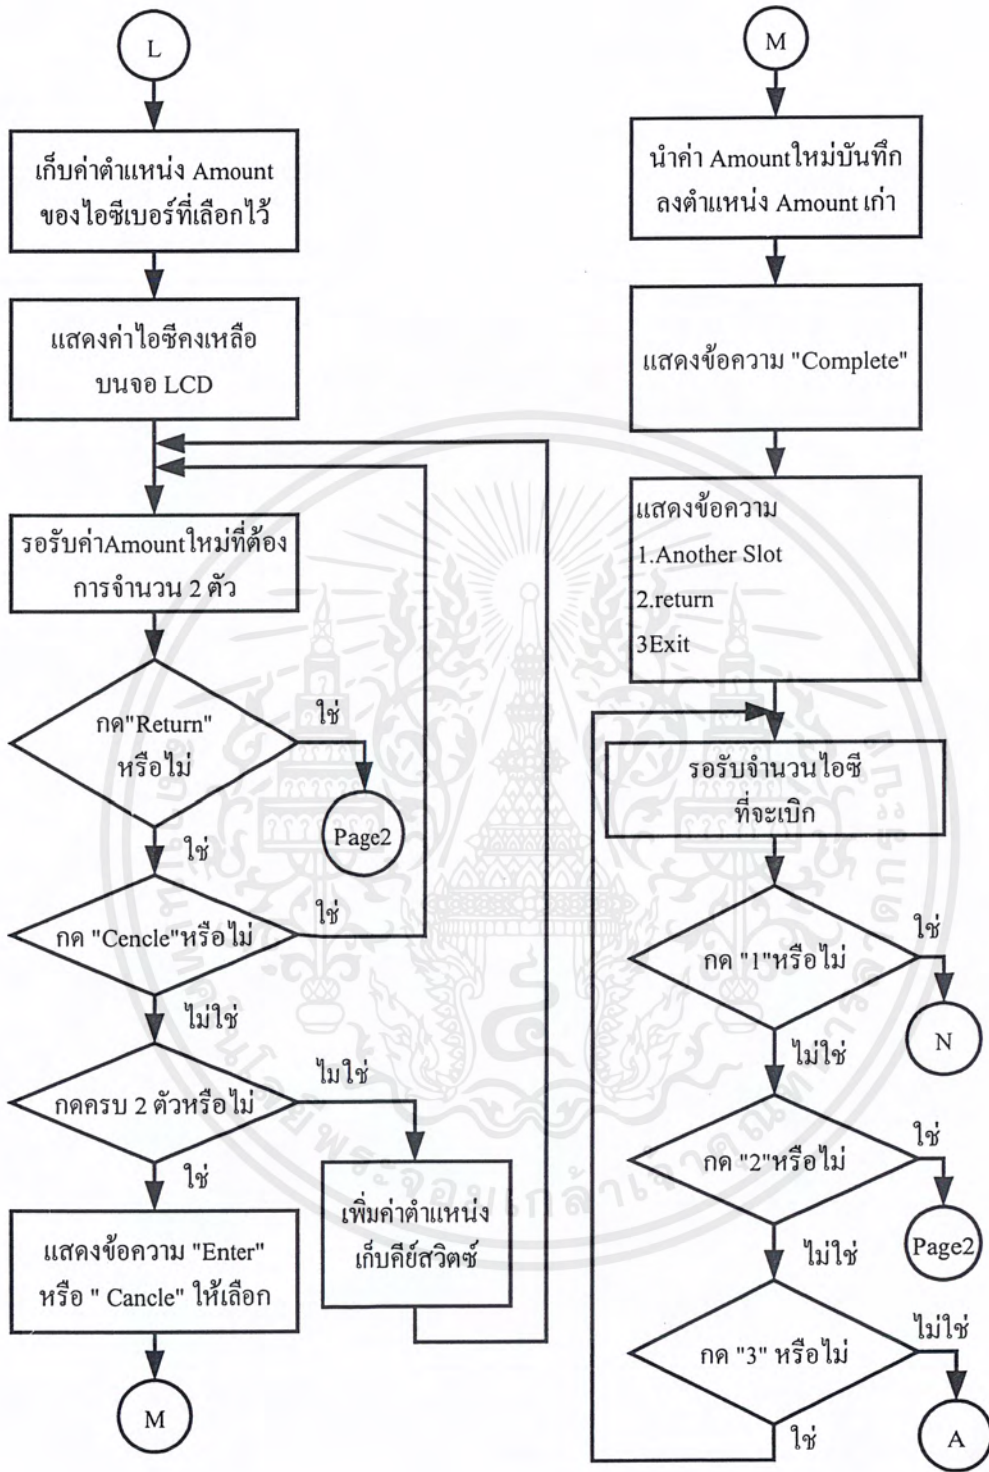 L
เก็บค่าตำแหน่ง Amount
ของไอซีเบอร์ที่เลือกไว้
แสดงค่าไอซีคงเหลือ
บนจอ LCD
รอรับค่าAmountใหม่ที่ต้อง
การจำนวน 2 ตัว
กด"Return"
หรือไม่
ใช่
Page2
ใช่
กด "Cencle"หรือไม่
ใช่
ไม่ใช่
กดครบ 2 ตัวหรือไม่
ไมใช่
ใช่
เพิ่มค่าตำแหน่ง
เก็บคีย์สวิตซ์
แสดงข้อความ "Enter"
หรือ " Cancle" ให้เลือก
M
M
นำค่า Amountใหม่บันทึก
ลงตำแหน่ง Amount เก่า
แสดงข้อความ "Complete"
แสดงข้อความ
1.Another Slot
2.return
3Exit
รอรับจำนวนไอซี
ที่จะเบิก
กด "1"หรือไม่
ใช่
N
ไม่ใช่
กด "2"หรือไม่
ใช่
Page2
ไม่ใช่
กด "3" หรือไม่
ไม่ใช่
A
ใช่